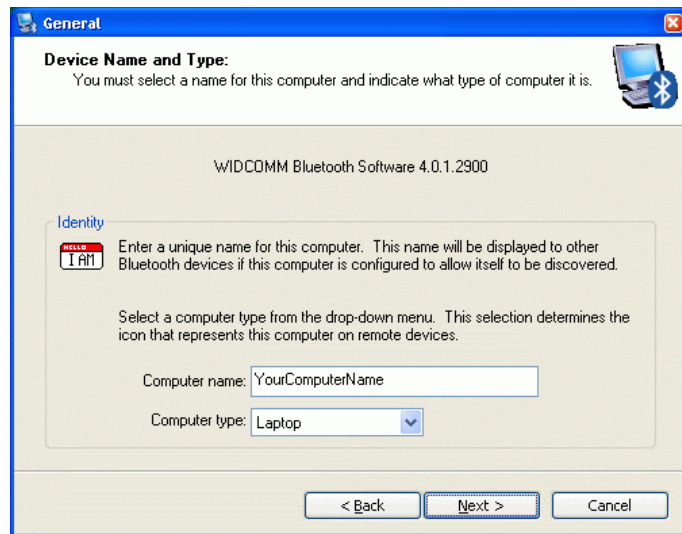 General
Device Name and Type:
You must select a name for this computer and indicate what type of computer it is.
WIDCOMM Bluetooth Software 4.0.1.2900
Identity
HELLO
I AM
Enter a unique name for this computer.  This name will be displayed to other
Bluetooth devices if this computer is configured to allow itself to be discovered.
Select a computer type from the drop-down menu.  This selection determines the
icon that represents this computer on remote devices.
Computer name: YourComputerName
Computer type: Laptop
< Back Next > Cancel